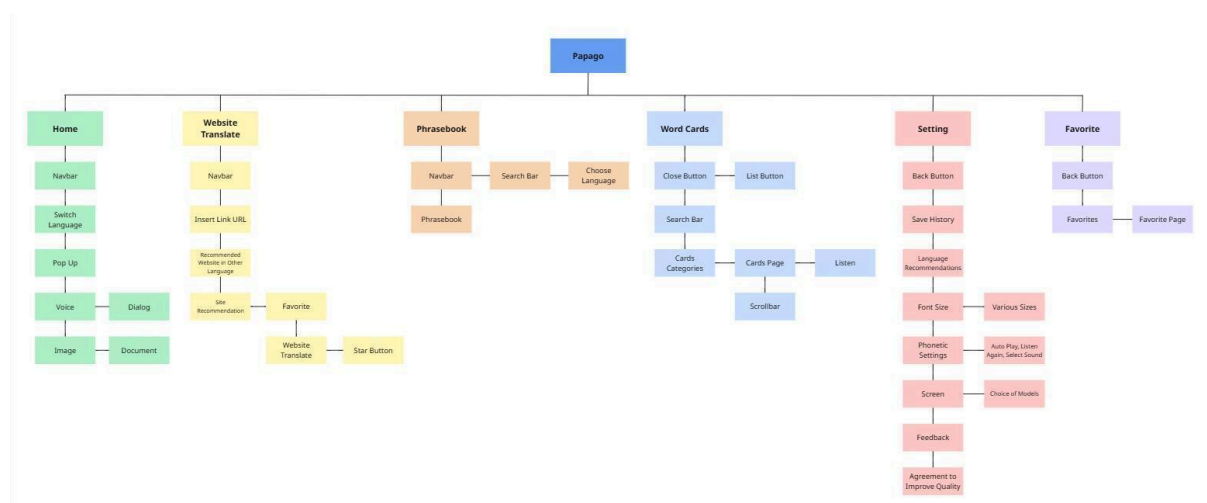 Papago
Home
Website
Translate
Phrasebook
Word Cards
Setting
Favorite
Navbar
Switch
Language
Pop Up
Voice
Dialog
Image
Document
Navbar
Insert Link URL
Recommended
Website in Other
Language
Site
Recommendation
Favorite
Website
Translate
Star Button
Navbar
Search Bar
Choose
Language
Phrasebook
Close Button
List Button
Search Bar
Cards
Categories
Cards Page
Listen
Scrollbar
Back Button
Save History
Language
Recommendations
Font Size
Various Sizes
Phonetic
Settings
Auto Play, Listen
Again, Select Sound
Screen
Choice of Models
Feedback
Agreement to
Improve Quality
Back Button
Favorites
Favorite Page